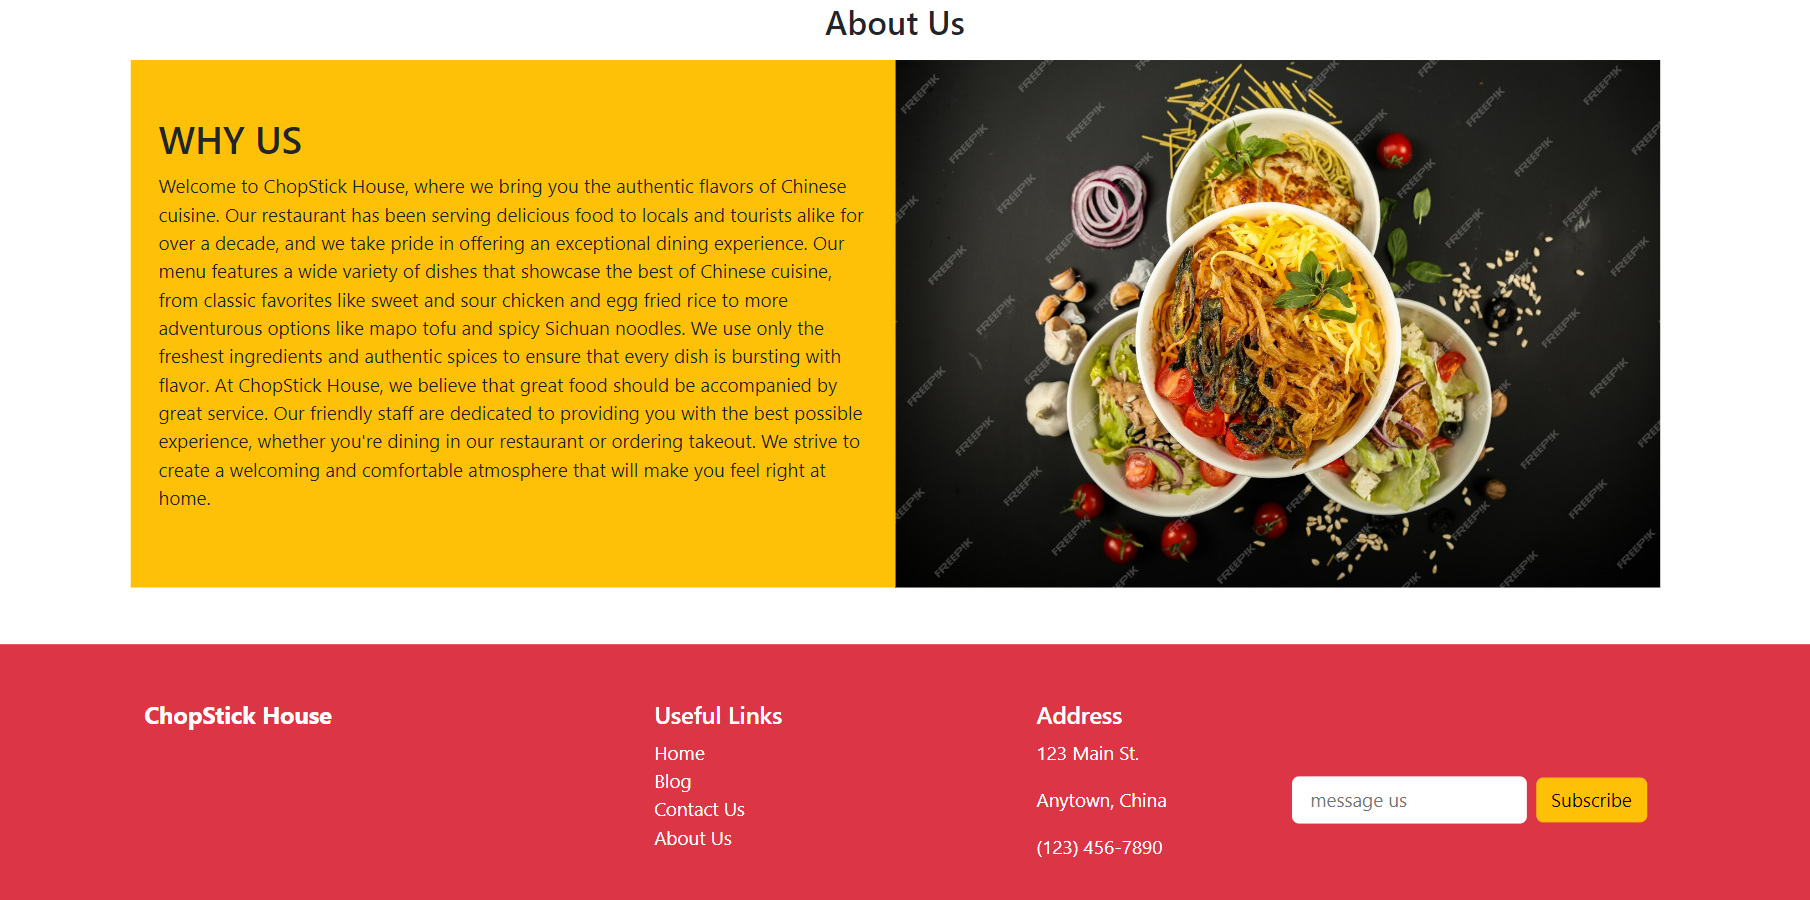 About Us
WHY US
Welcome to ChopStick House, where we bring you the authentic flavors of Chinese
cuisine. Our restaurant has been serving delicious food to locals and tourists alike for
over a decade, and we take pride in offering an exceptional dining experience. Our
menu features a wide variety of dishes that showcase the best of Chinese cuisine,
from classic favorites like sweet and sour chicken and egg fried rice to more
adventurous options like mapo tofu and spicy Sichuan noodles. We use only the
freshest ingredients and authentic spices to ensure that every dish is bursting with
flavor. At ChopStick House, we believe that great food should be accompanied by
great service. Our friendly staff are dedicated to providing you with the best possible
experience, whether you're dining in our restaurant or ordering takeout. We strive to
create a welcoming and comfortable atmosphere that will make you feel right at
home.
FREEPIK
ChopStick House
Useful Links
Home
Blog
Contact Us
About Us
Address
123 Main St.
Anytown, China
(123) 456-7890
message us
Subscribe